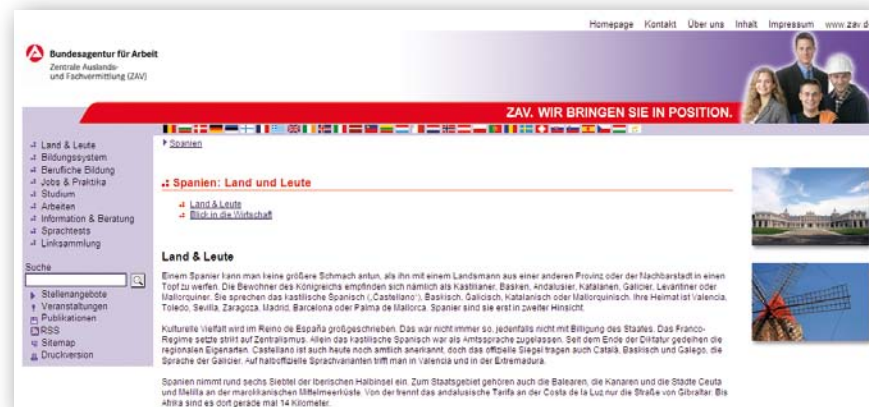 Homepage Kontakt Über uns Inhalt Impressum www.zav.d
Bundesagentur für Arbeit
Zentrale Auslands-
und Fachvermittlung (ZAV)
ZAV. WIR BRINGEN SIE IN POSITION.
Land & Leute
Bildungssystem
Berufliche Bildung
Jobs & Praktika
Studium
Arbeiten
Information & Beratung
Sprachtests
Linksammlung
Suche
Stellenangebote
Veranstaltungen
Publikationen
RSS
Sitemap
Druckversion
Spanien
Spanien: Land und Leute
Land & Leute
Blick in die Wirtschaft
Land & Leute
Einem Spanier kann man keine größere Schmach antun, als ihn mit einem Landsmann aus einer anderen Provinz oder der Nachbarstadt in einen
Topf zu werfen. Die Bewohner des Königreichs empfinden sich nämlich als Kastilianer, Basken, Andalusier, Katalanen, Galicier, Levantiner oder
Mallorquiner. Sie sprechen das kastilische Spanisch („Castellano“), Baskisch, Galicisch, Katalanisch oder Mallorquinisch. Ihre Heimat ist Valencia,
Toledo, Sevilla, Zaragoza, Madrid, Barcelona oder Palma de Mallorca. Spanier sind sie erst in zweiter Hinsicht.
Kulturelle Vielfalt wird im Reino de España großgeschrieben. Das war nicht immer so, jedenfalls nicht mit Billigung des Staates. Das Franco-
Regime setzte strikt auf Zentralismus. Allein das kastilische Spanisch war als Amtssprache zugelassen. Seit dem Ende der Diktatur gedeihen die
regionalen Eigenarten. Castellano ist auch heute noch amtlich anerkannt, doch das offizielle Siegel tragen auch Català, Baskisch und Galego, die
Sprache der Galicier. Auf halboffizielle Sprachvarianten trifft man in Valencia und in der Extremadura.
Spanien nimmt rund sechs Siebtel der Iberischen Halbinsel ein. Zum Staatsgebiet gehören auch die Balearen, die Kanaren und die Städte Ceuta
und Melilla an der marokkanischen Mittelmeerküste. Von der trennt das andalusische Tarifa an der Costa de la Luz nur die Straße von Gibraltar. Bis
Afrika sind es dort gerade mal 14 Kilometer.